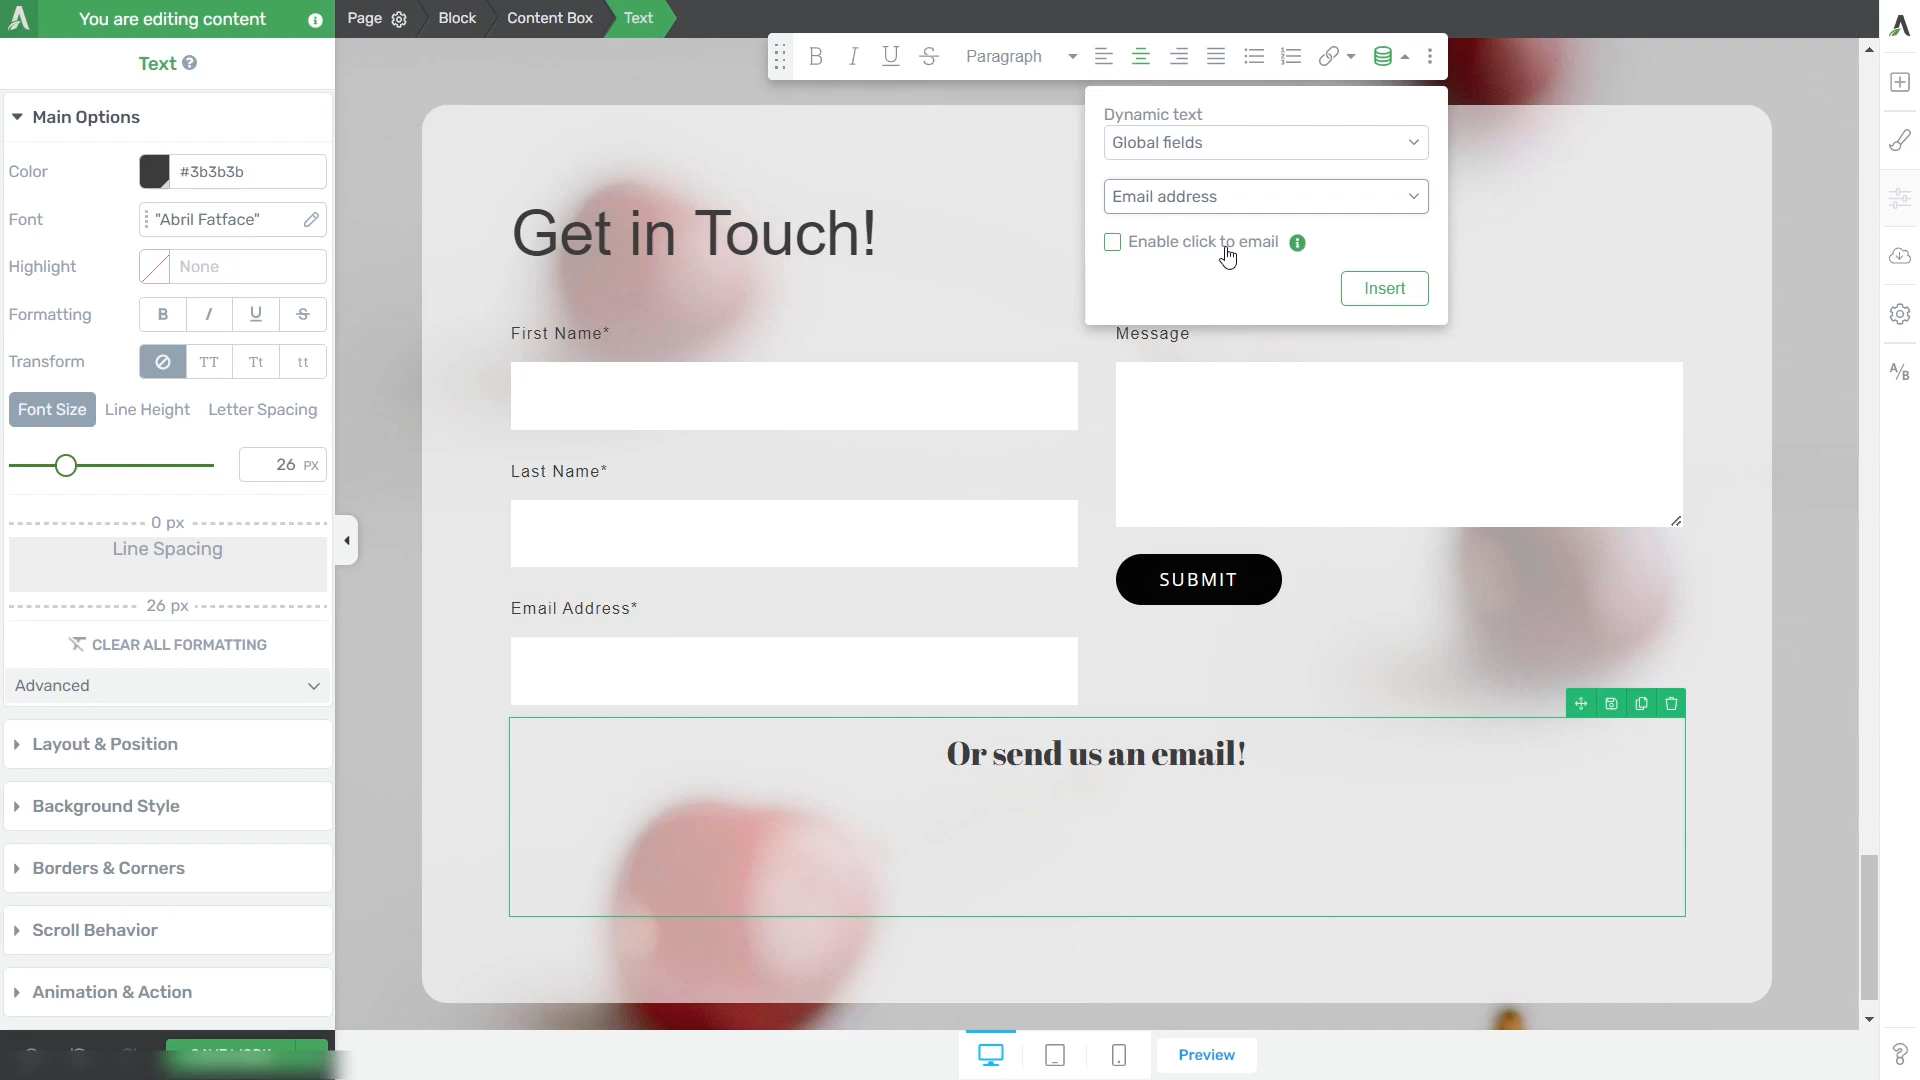 You are editing content
Page
Block
Content Box
Text
Text
Main Options
Color
#3b3b3b
Font
"Abril Fatface"
Highlight
None
Formatting
B
I
U
S
Transform
TT
Tt
tt
Font Size
Line Height
Letter Spacing
26 PX
0 px
Line Spacing
26 px
CLEAR ALL FORMATTING
Advanced
Layout & Position
Background Style
Borders & Corners
Scroll Behavior
Animation & Action
B
I
U
S
Paragraph
Dynamic text
Global fields
Email address
Enable click to email
Insert
Get in Touch!
First Name*
Last Name*
Email Address*
Message
SUBMIT
Or send us an email!
Preview
A/B